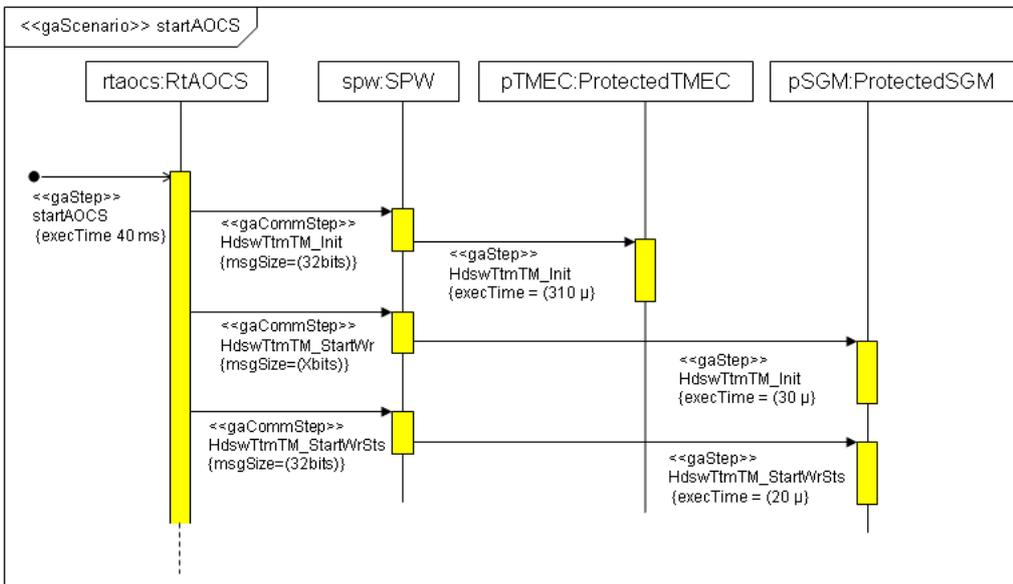 <<gaScenario>> startAOCS
rtaocs:RtAOCS
spw:SPW
pTMEC:ProtectedTMEC
pSGM:ProtectedSGM
<<gaStep>>
startAOCS
{execTime 40 ms}
<<gaCommStep>>
HdswTtmTM_Init
{msgSize=(32bits)}
<<gaStep>>
HdswTtmTM_Init
{execTime = (310 µ}
<<gaCommStep>>
HdswTtmTM_StartWr
{msgSize=(Xbits)}
<<gaStep>>
HdswTtmTM_Init
{execTime = (30 µ}
<<gaCommStep>>
HdswTtmTM_StartWrSts
{msgSize=(32bits)}
<<gaStep>>
HdswTtmTM_StartWrSts
{execTime = (20 µ}